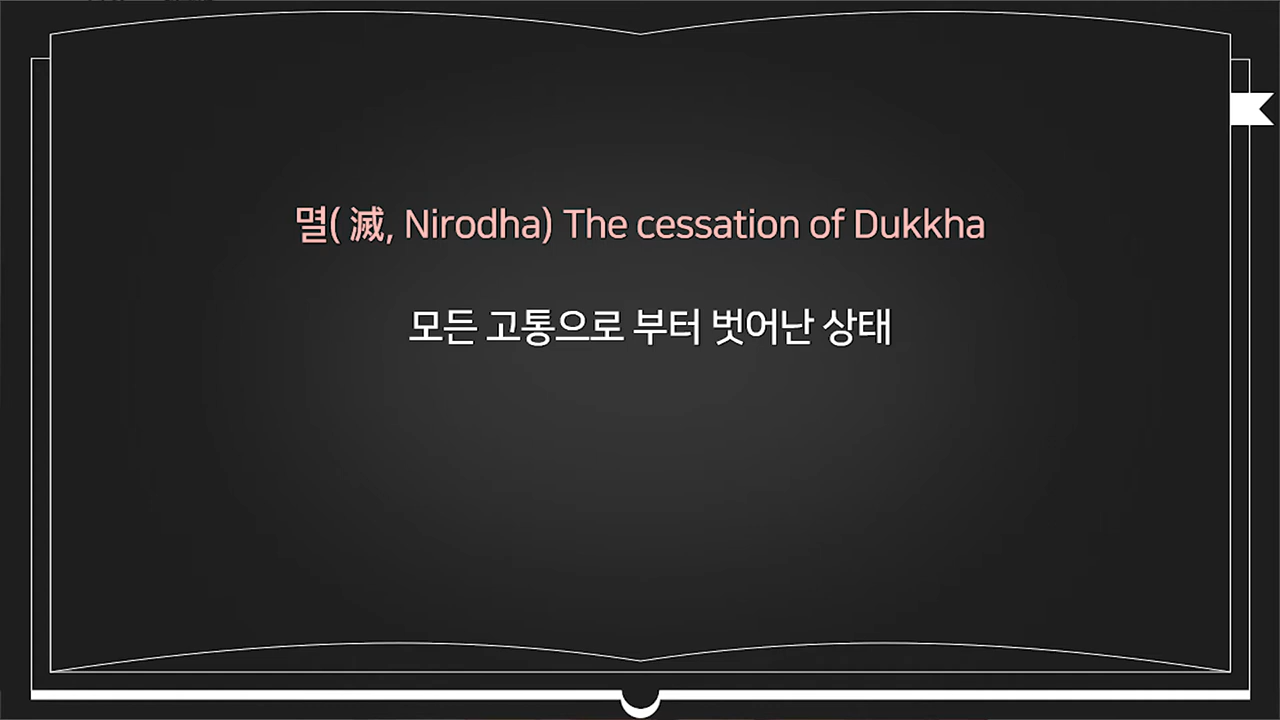 멸( 滅, Nirodha) The cessation of Dukkha
모든 고통으로 부터 벗어난 상태